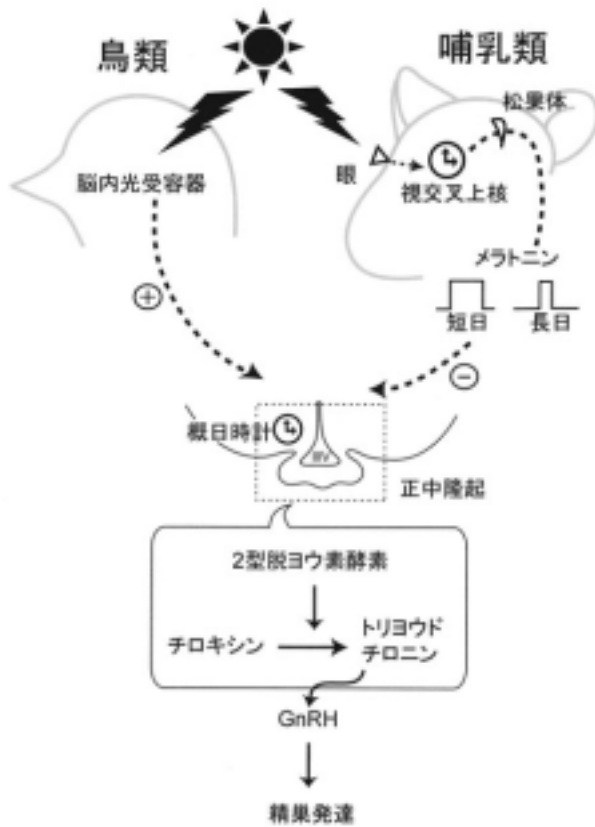 鳥類
哺乳類
松果体
脳内光受容器
眼
視交叉上核
メラトニン
短日
長日
+
−
概日時計
正中隆起
2型脱ヨウ素酵素
チロキシン
トリヨウド
チロニン
GnRH
精巣発達